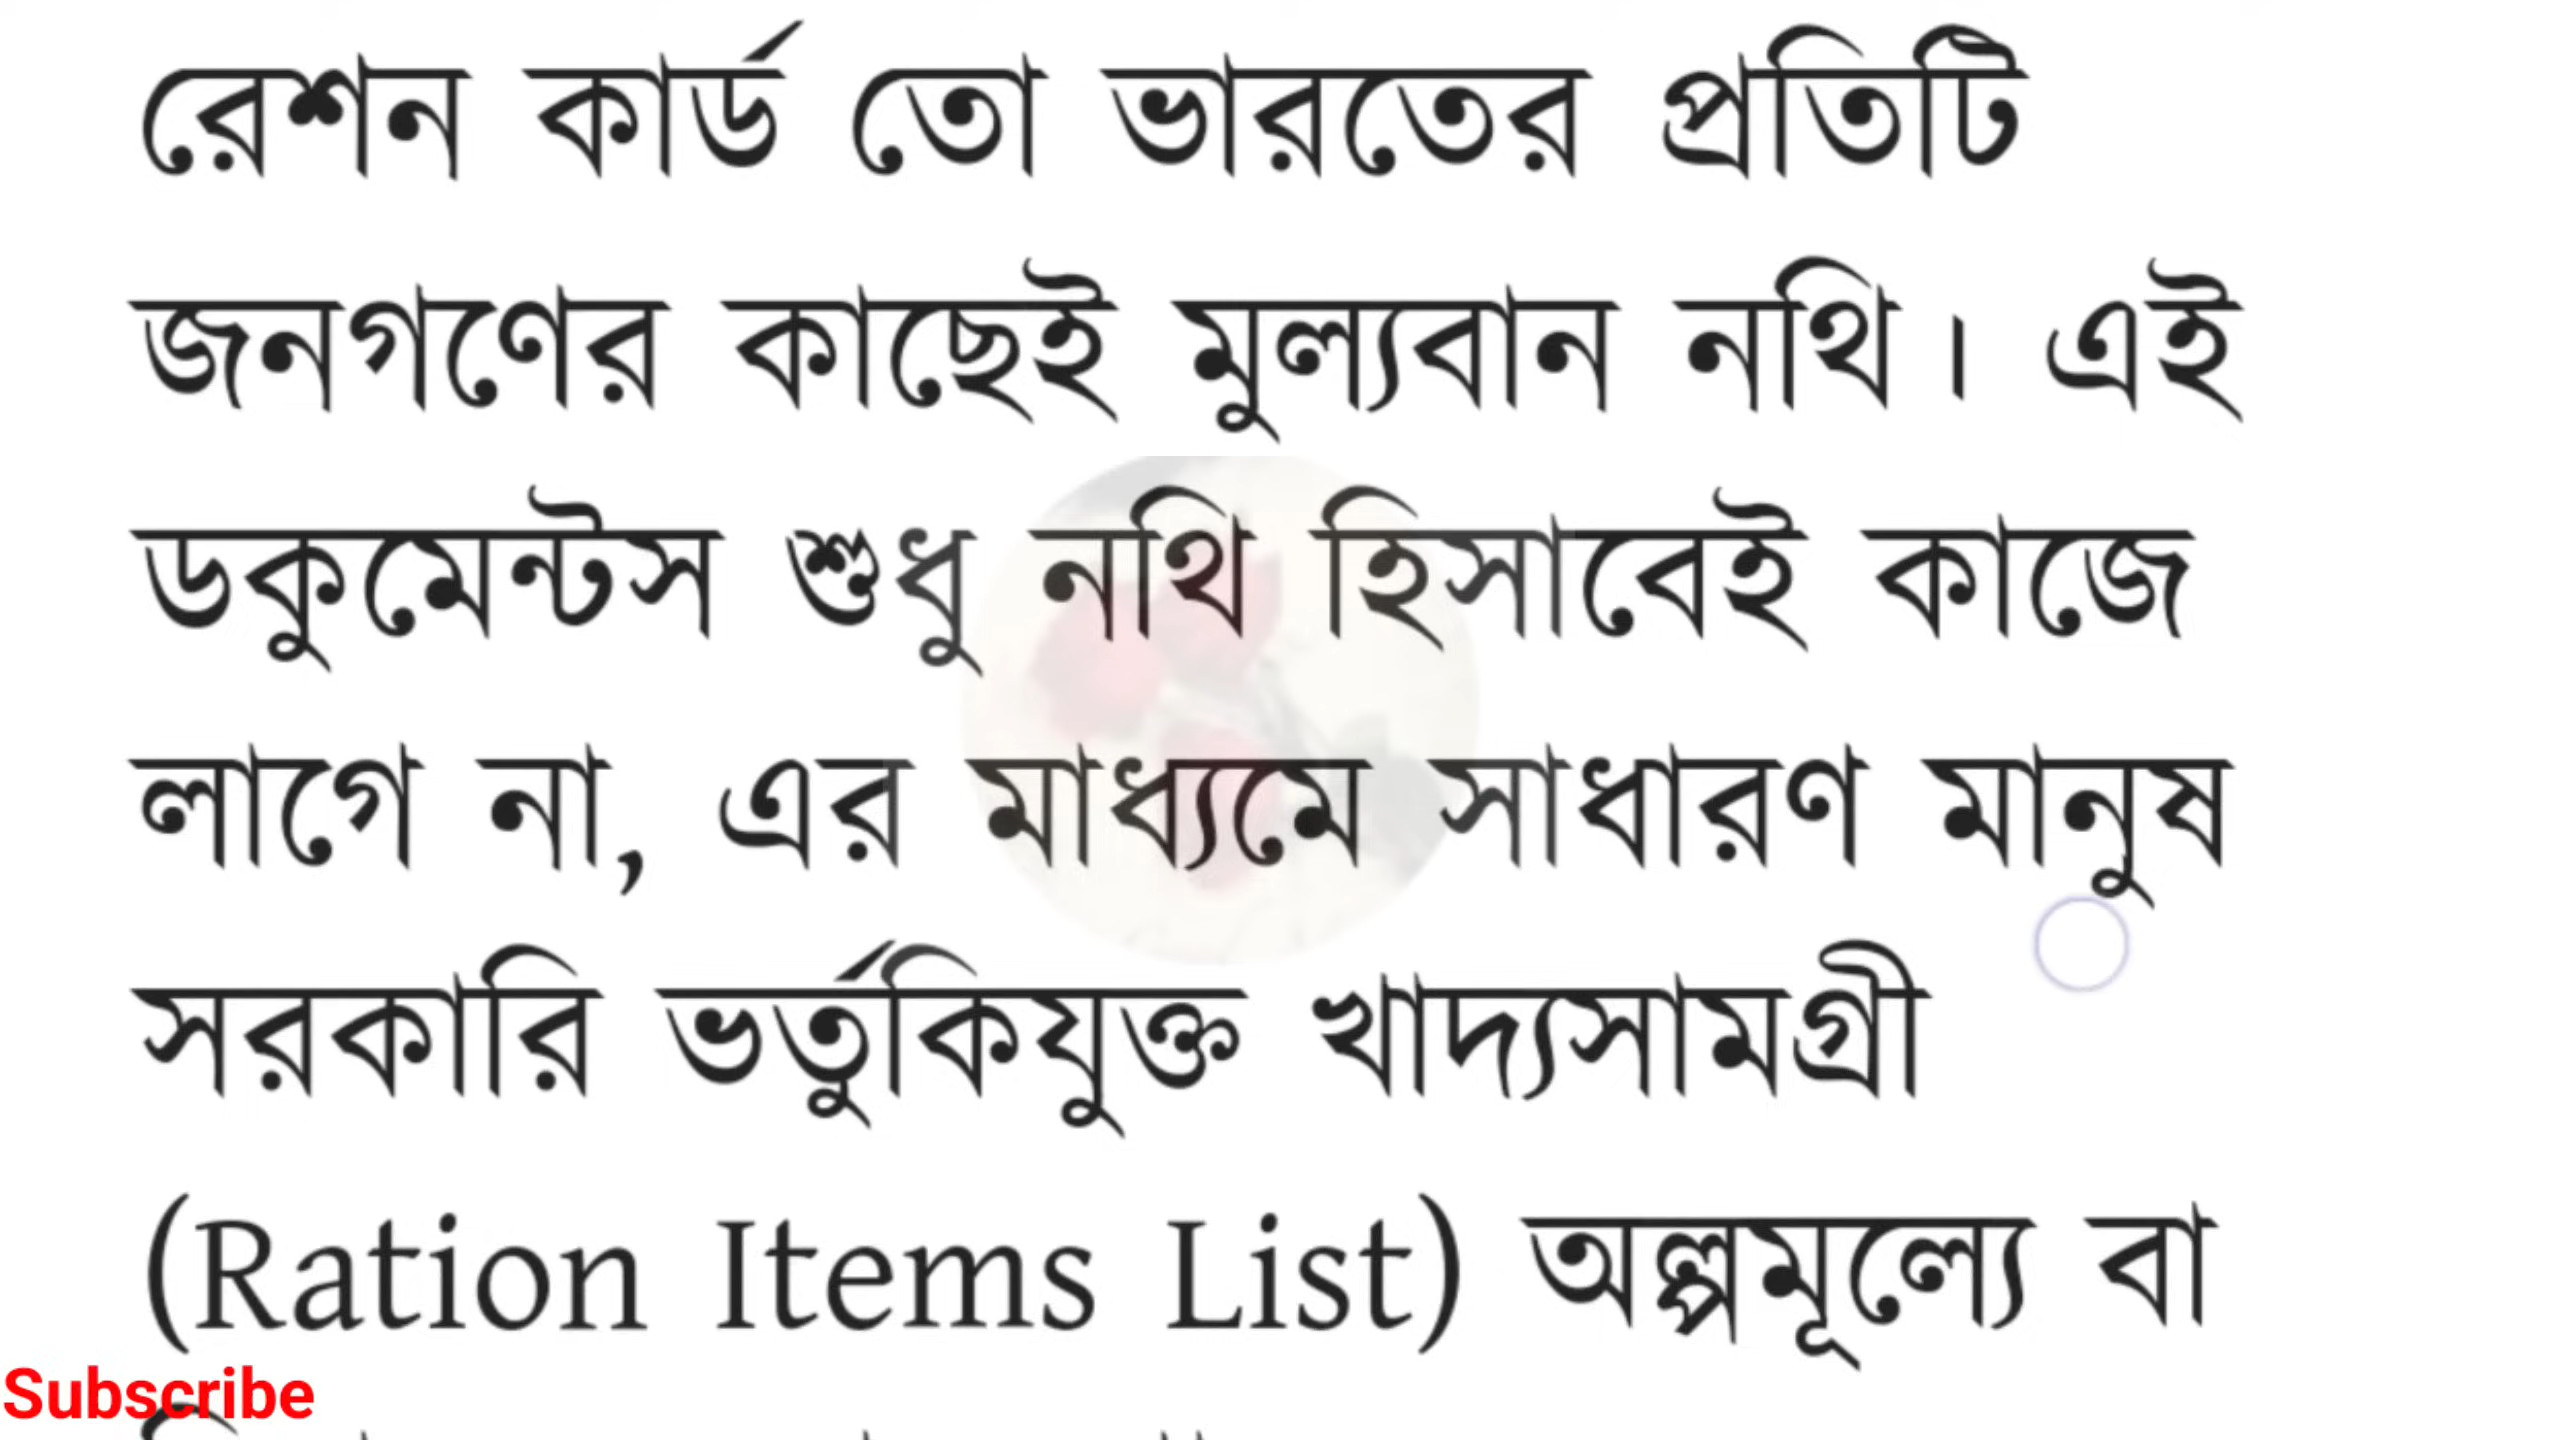 রেশন কার্ড তো ভারতের প্রতিটি
জনগণের কাছেই মুল্যবান নথি। এই
ডকুমেন্টস শুধু নথি হিসাবেই কাজে
লাগে না, এর মাধ্যমে সাধারণ মানুষ
সরকারি ভর্তুকিযুক্ত খাদ্যসামগ্রী
(Ration Items List) অল্পমূল্যে বা
Subscribe